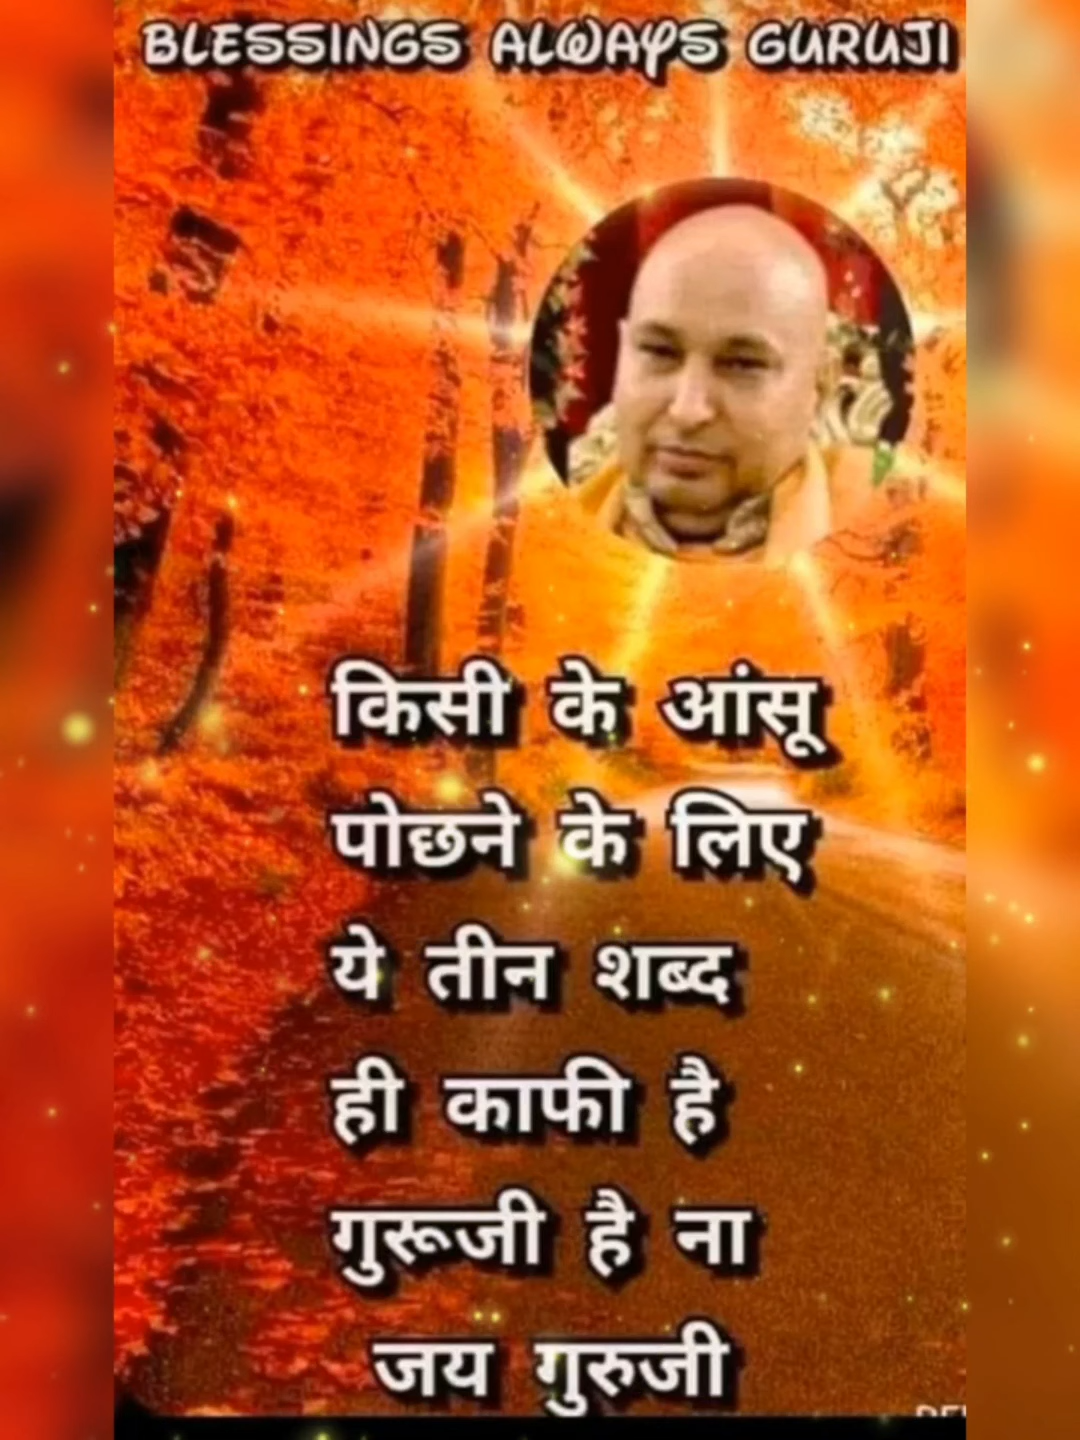 BLESSINGS ALWAYS GURUJI
किसी के आंसू
पोछने के लिए
ये तीन शब्द
ही काफी है
गुरूजी है ना
जय गुरुजी